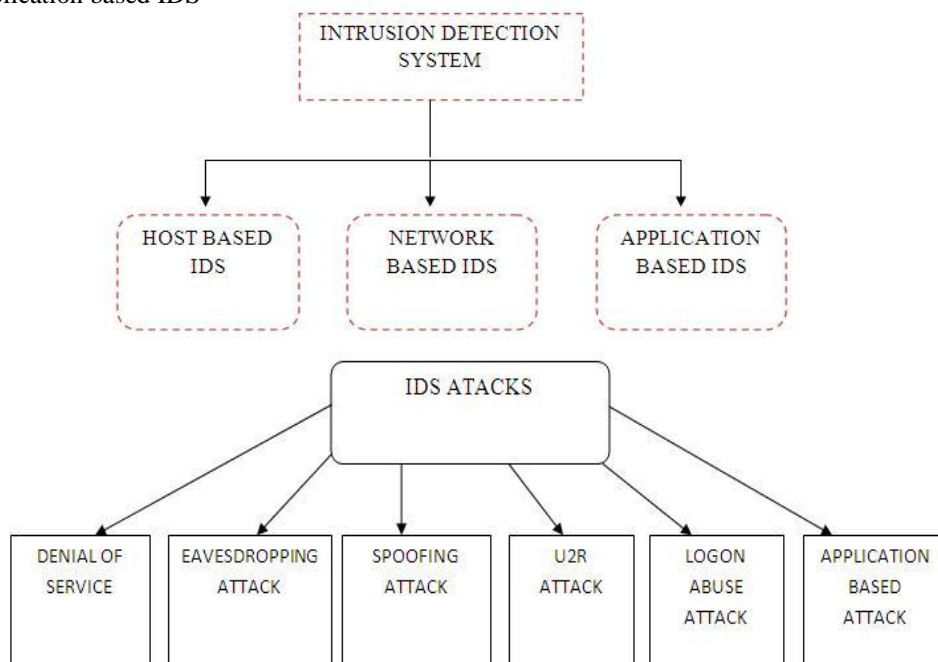 INTRUSION DETECTION
SYSTEM
HOST BASED
IDS
NETWORK
BASED IDS
APPLICATION
BASED IDS
IDS ATACKS
DENIAL OF
SERVICE
EAVESDROPPING
ATTACK
SPOOFING
ATTACK
U2R
ATTACK
LOGON
ABUSE
ATTACK
APPLICATION
BASED
ATTACK